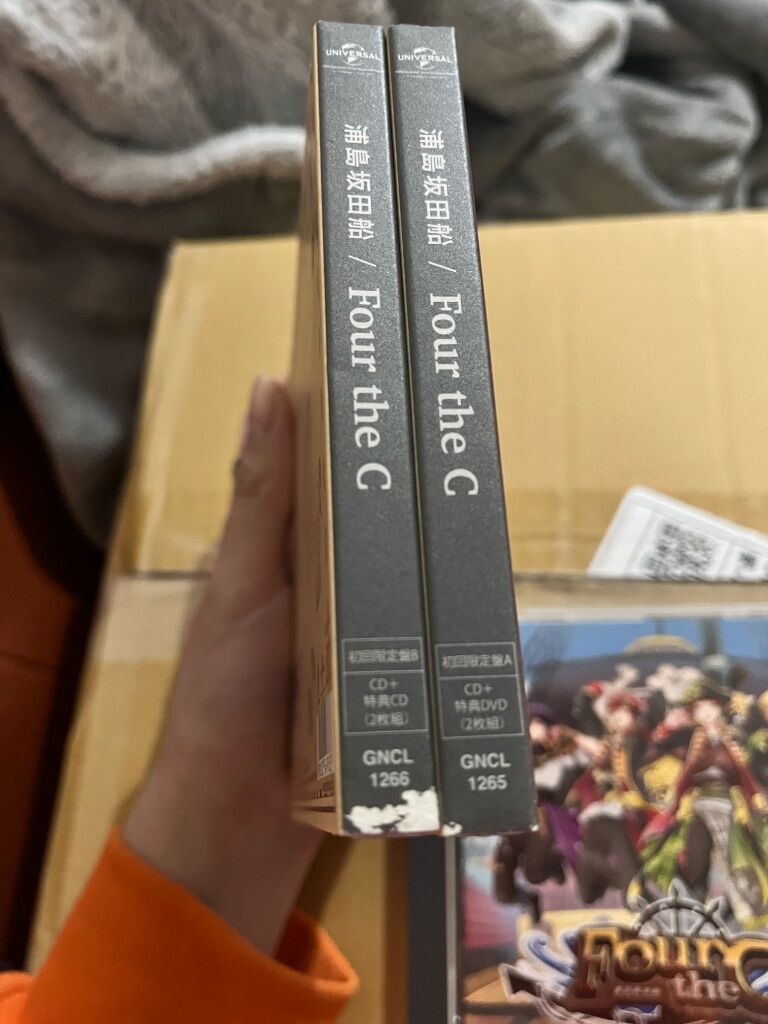 UNIVERSAL
浦島坂田船 / Four the C
初回限定盤B
CD+
特典CD
(2枚組)
GNCL
1266
UNIVERSAL
浦島坂田船 / Four the C
初回限定盤A
CD+
特典DVD
(2枚組)
GNCL
1265
Four
the C